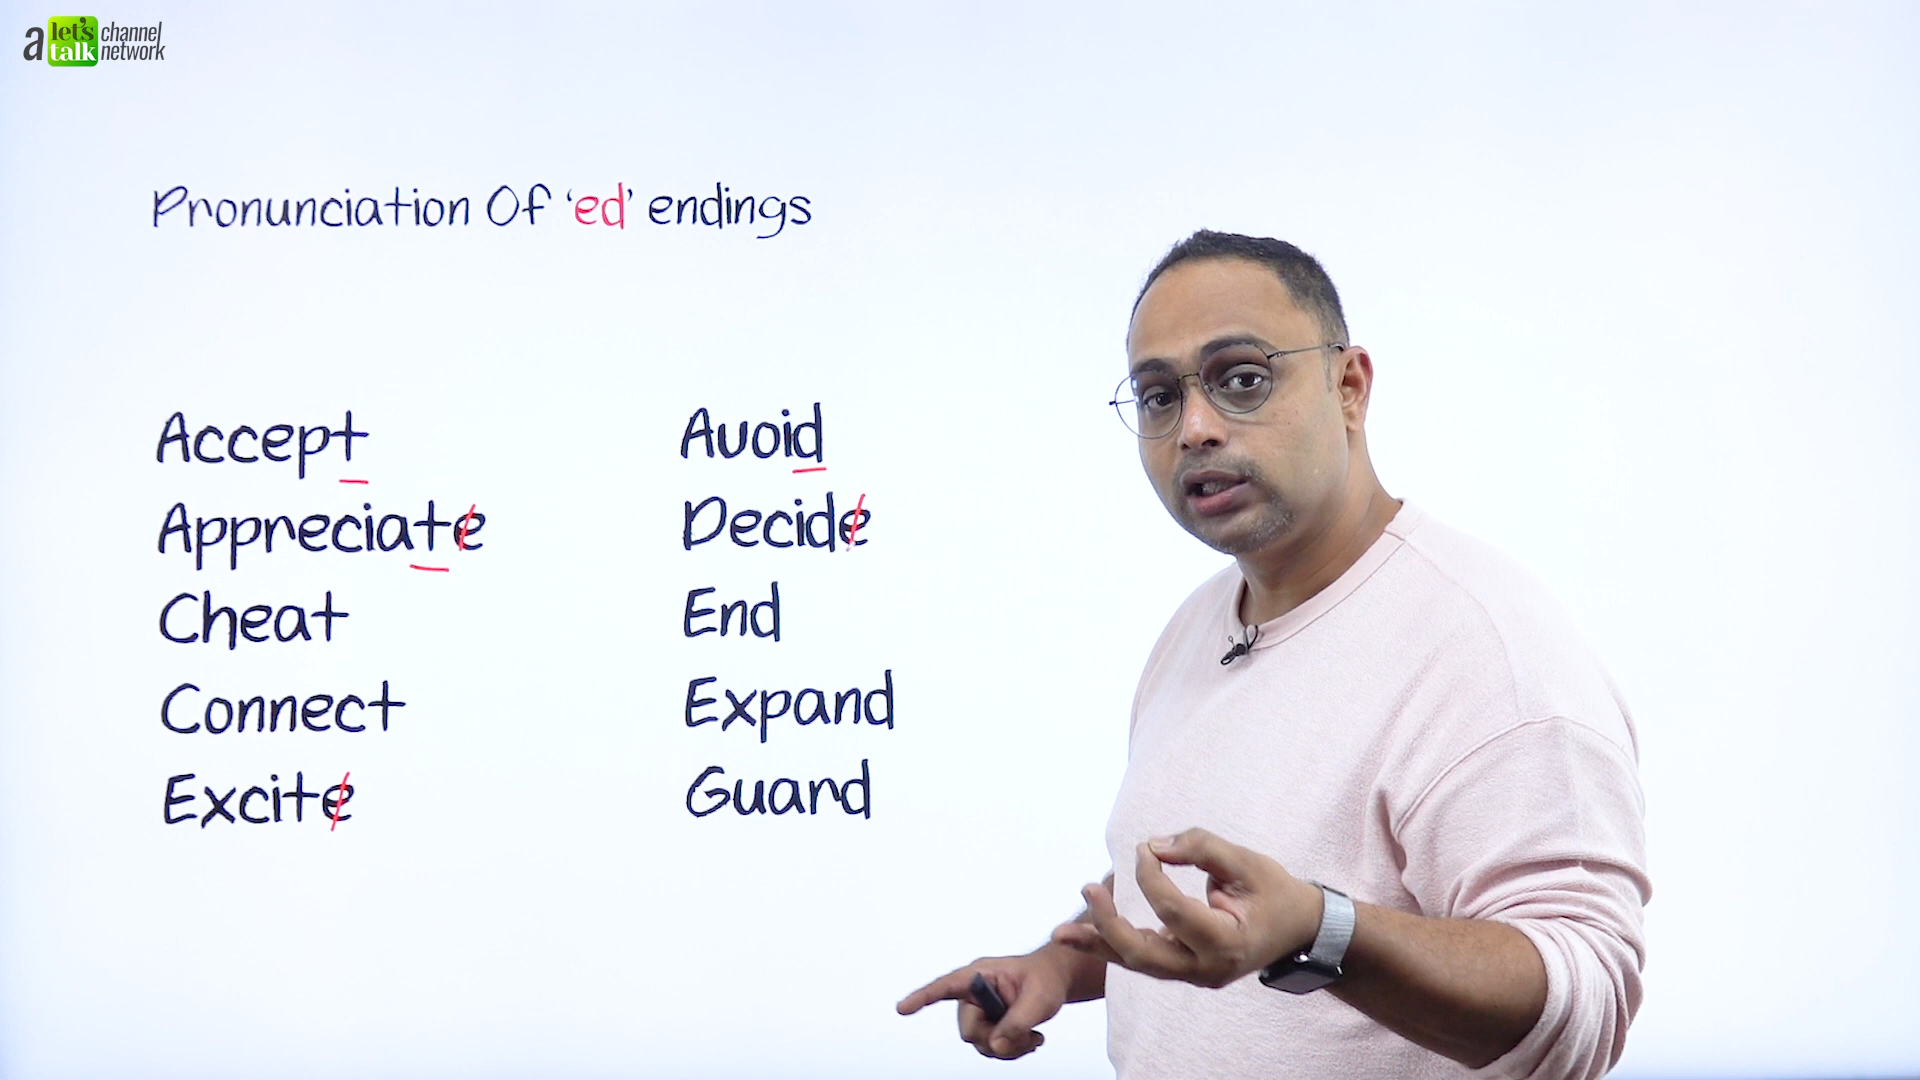 a let's talk channel network
Pronunciation Of 'ed' endings
Accept
Appreciate
Cheat
Connect
Excite
Avoid
Decide
End
Expand
Guard